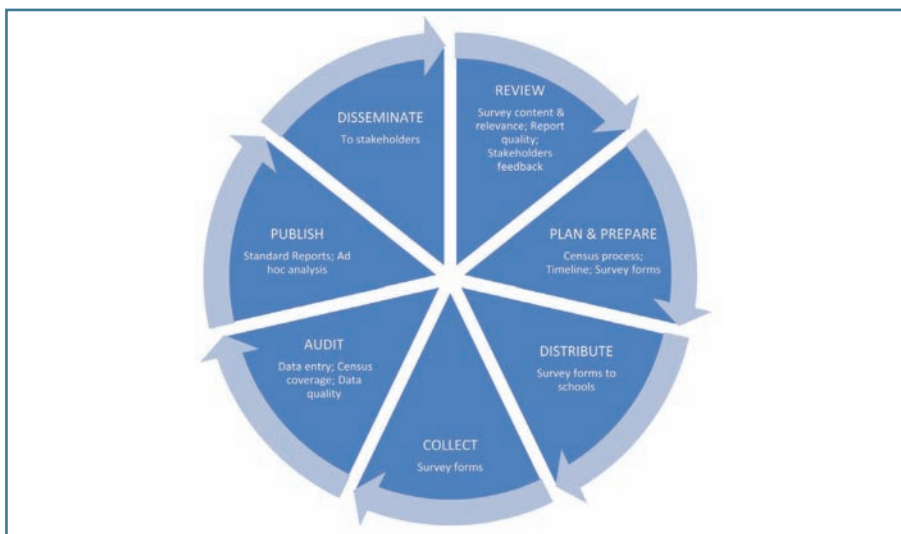 REVIEW
Survey content &
relevance; Report
quality;
Stakeholders
feedback
PLAN & PREPARE
Census process;
Timeline; Survey forms
DISTRIBUTE
Survey forms to
schools
COLLECT
Survey forms
AUDIT
Data entry; Census
coverage; Data
quality
PUBLISH
Standard Reports; Ad
hoc analysis
DISSEMINATE
To stakeholders